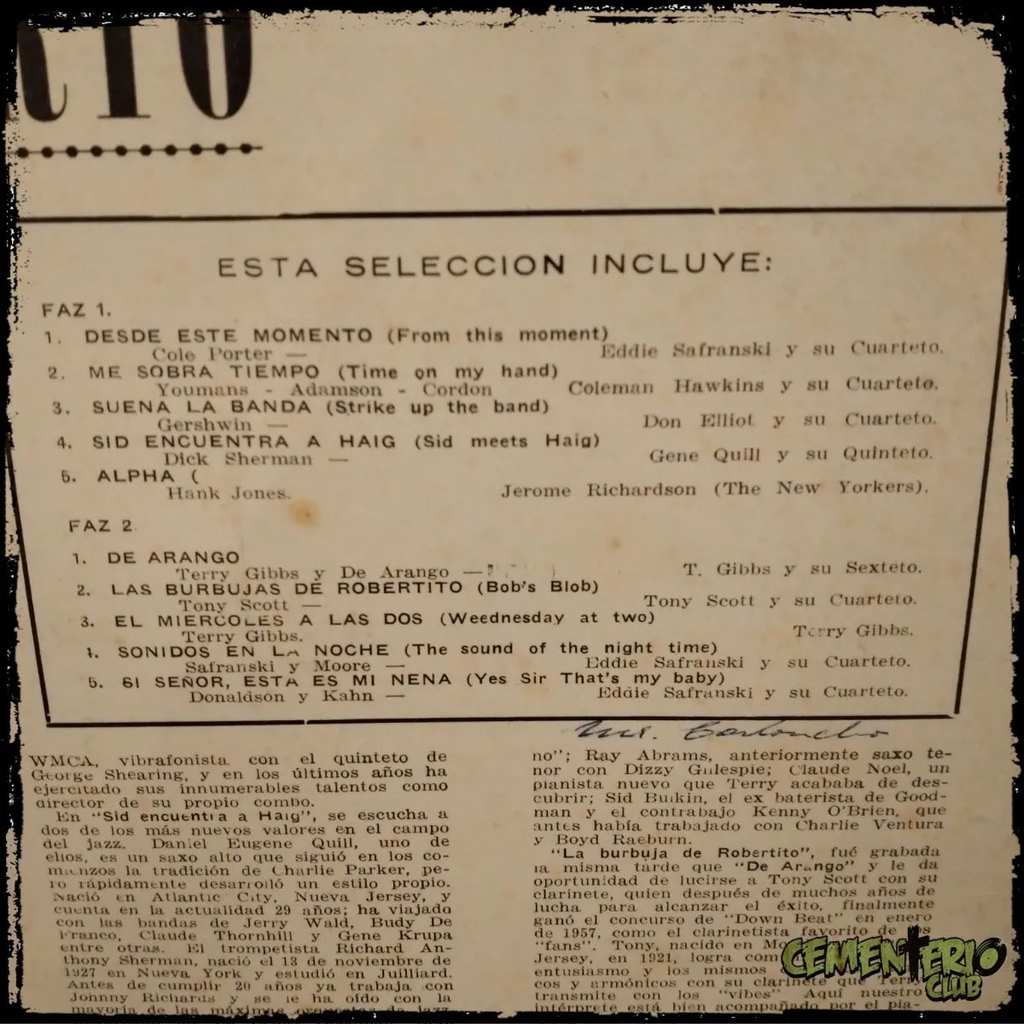 ESTA SELECCION INCLUYE:
FAZ 1.
1. DESDE ESTE MOMENTO (From this moment)
Cole Porter — Eddie Safranski y su Cuarteto.
2. ME SOBRA TIEMPO (Time on my hand)
Youmans - Adamson - Cordon Coleman Hawkins y su Cuarteto.
3. SUENA LA BANDA (Strike up the band)
Gershwin — Don Elliot y su Cuarteto.
4. SID ENCUENTRA A HAIG (Sid meets Haig)
Dick Sherman — Gene Quill y su Quinteto.
5. ALPHA (
Hank Jones. Jerome Richardson (The New Yorkers).
FAZ 2
1. DE ARANGO
Terry Gibbs y De Arango — T. Gibbs y su Sexteto.
2. LAS BURBUJAS DE ROBERTITO (Bob's Blob)
Tony Scott — Tony Scott y su Cuarteto.
3. EL MIERCOLES A LAS DOS (Weednesday at two)
Terry Gibbs. Terry Gibbs.
4. SONIDOS EN LA NOCHE (The sound of the night time)
Safranski y Moore — Eddie Safranski y su Cuarteto.
5. SI SEÑOR, ESTA ES MI NENA (Yes Sir That's my baby)
Donaldson y Kahn — Eddie Safranski y su Cuarteto.
WMCA, vibrafonista con el quinteto de
George Shearing, y en los últimos años ha
ejercitado sus innumerables talentos como
director de su propio combo.
En "Sid encuentra a Haig", se escucha a
dos de los más nuevos valores en el campo
del jazz. Daniel Eugene Quill, uno de
ellos, es un saxo alto que siguió en los co-
mienzos la tradición de Charlie Parker, pe-
ro rápidamente desarrolló un estilo propio.
Nació en Atlantic City, Nueva Jersey, y
cuenta en la actualidad 29 años; ha viajado
con las bandas de Jerry Wald, Budy De
Franco, Claude Thornhill y Gene Krupa
entre otras. El trompetista Richard An-
thony Sherman, nació el 13 de noviembre de
1927 en Nueva York y estudió en Juilliard.
Antes de cumplir 20 años ya trabaja con
Johnny Richards y se le ha oído con la
mayoría de las máximas jazz
no"; Ray Abrams, anteriormente saxo te-
nor con Dizzy Gillespie; Claude Noel, un
pianista nuevo que Terry acababa de des-
cubrir; Sid Bulkin, el ex baterista de Good-
man y el contrabajo Kenny O'Brien, que
antes había trabajado con Charlie Ventura
y Boyd Raeburn.
"La burbuja de Robertito", fué grabada
la misma tarde que "De Arango" y le da
oportunidad de lucirse a Tony Scott con su
clarinete, quien después de muchos años de
lucha para alcanzar el éxito, finalmente
ganó el concurso de "Down Beat" en enero
de 1957, como el clarinetista favorito de los
"fans". Tony, nacido en
Jersey, en 1921, logra
entusiasmo y los mismos
cos y armónicos con su clarinete que Terry
transmite con los "vibes" Aquí nuestro
intérprete está bien acompañado por el pia-
CEMENTERIO
CLUB